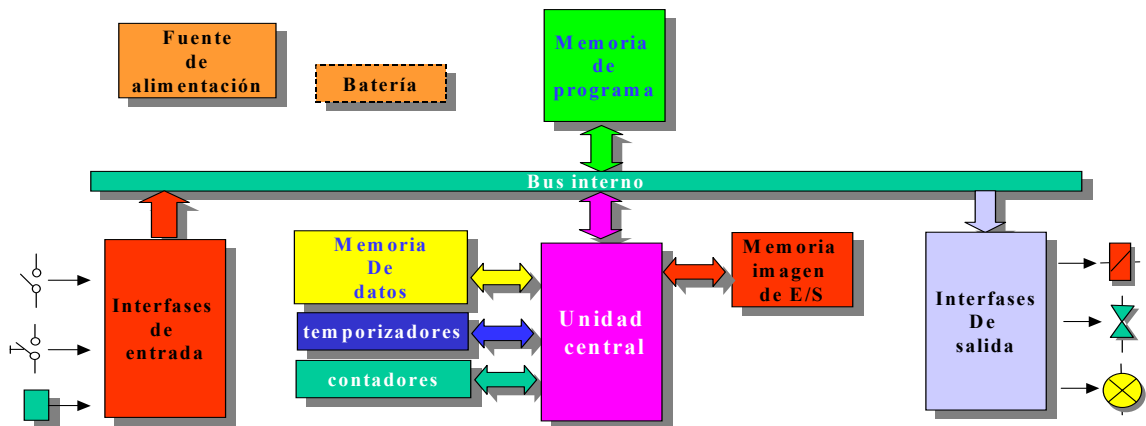 Fuente
de
alimentación
Batería
Memoria
de
programa
Bus interno
Interfases
de
entrada
Memoria
De
datos
temporizadores
contadores
Unidad
central
Memoria
imagen
de E/S
Interfases
De
salida